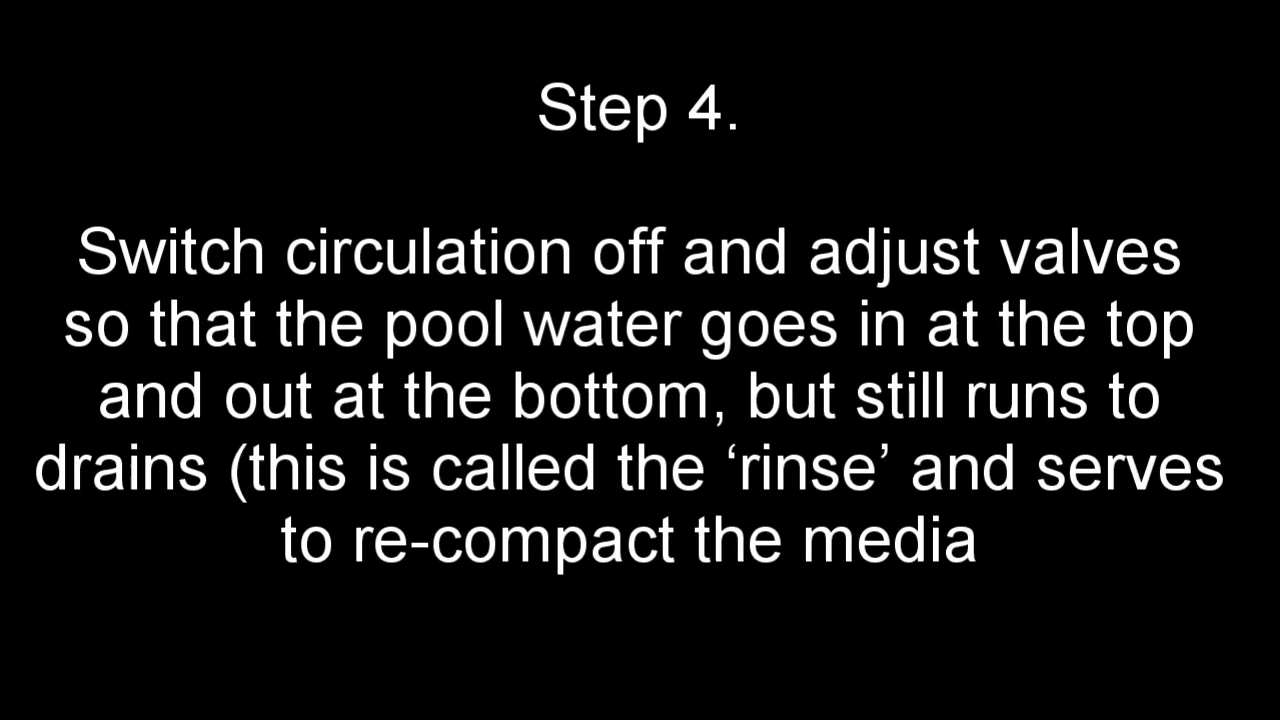 Step 4.
Switch circulation off and adjust valves
so that the pool water goes in at the top
and out at the bottom, but still runs to
drains (this is called the ‘rinse’ and serves
to re-compact the media